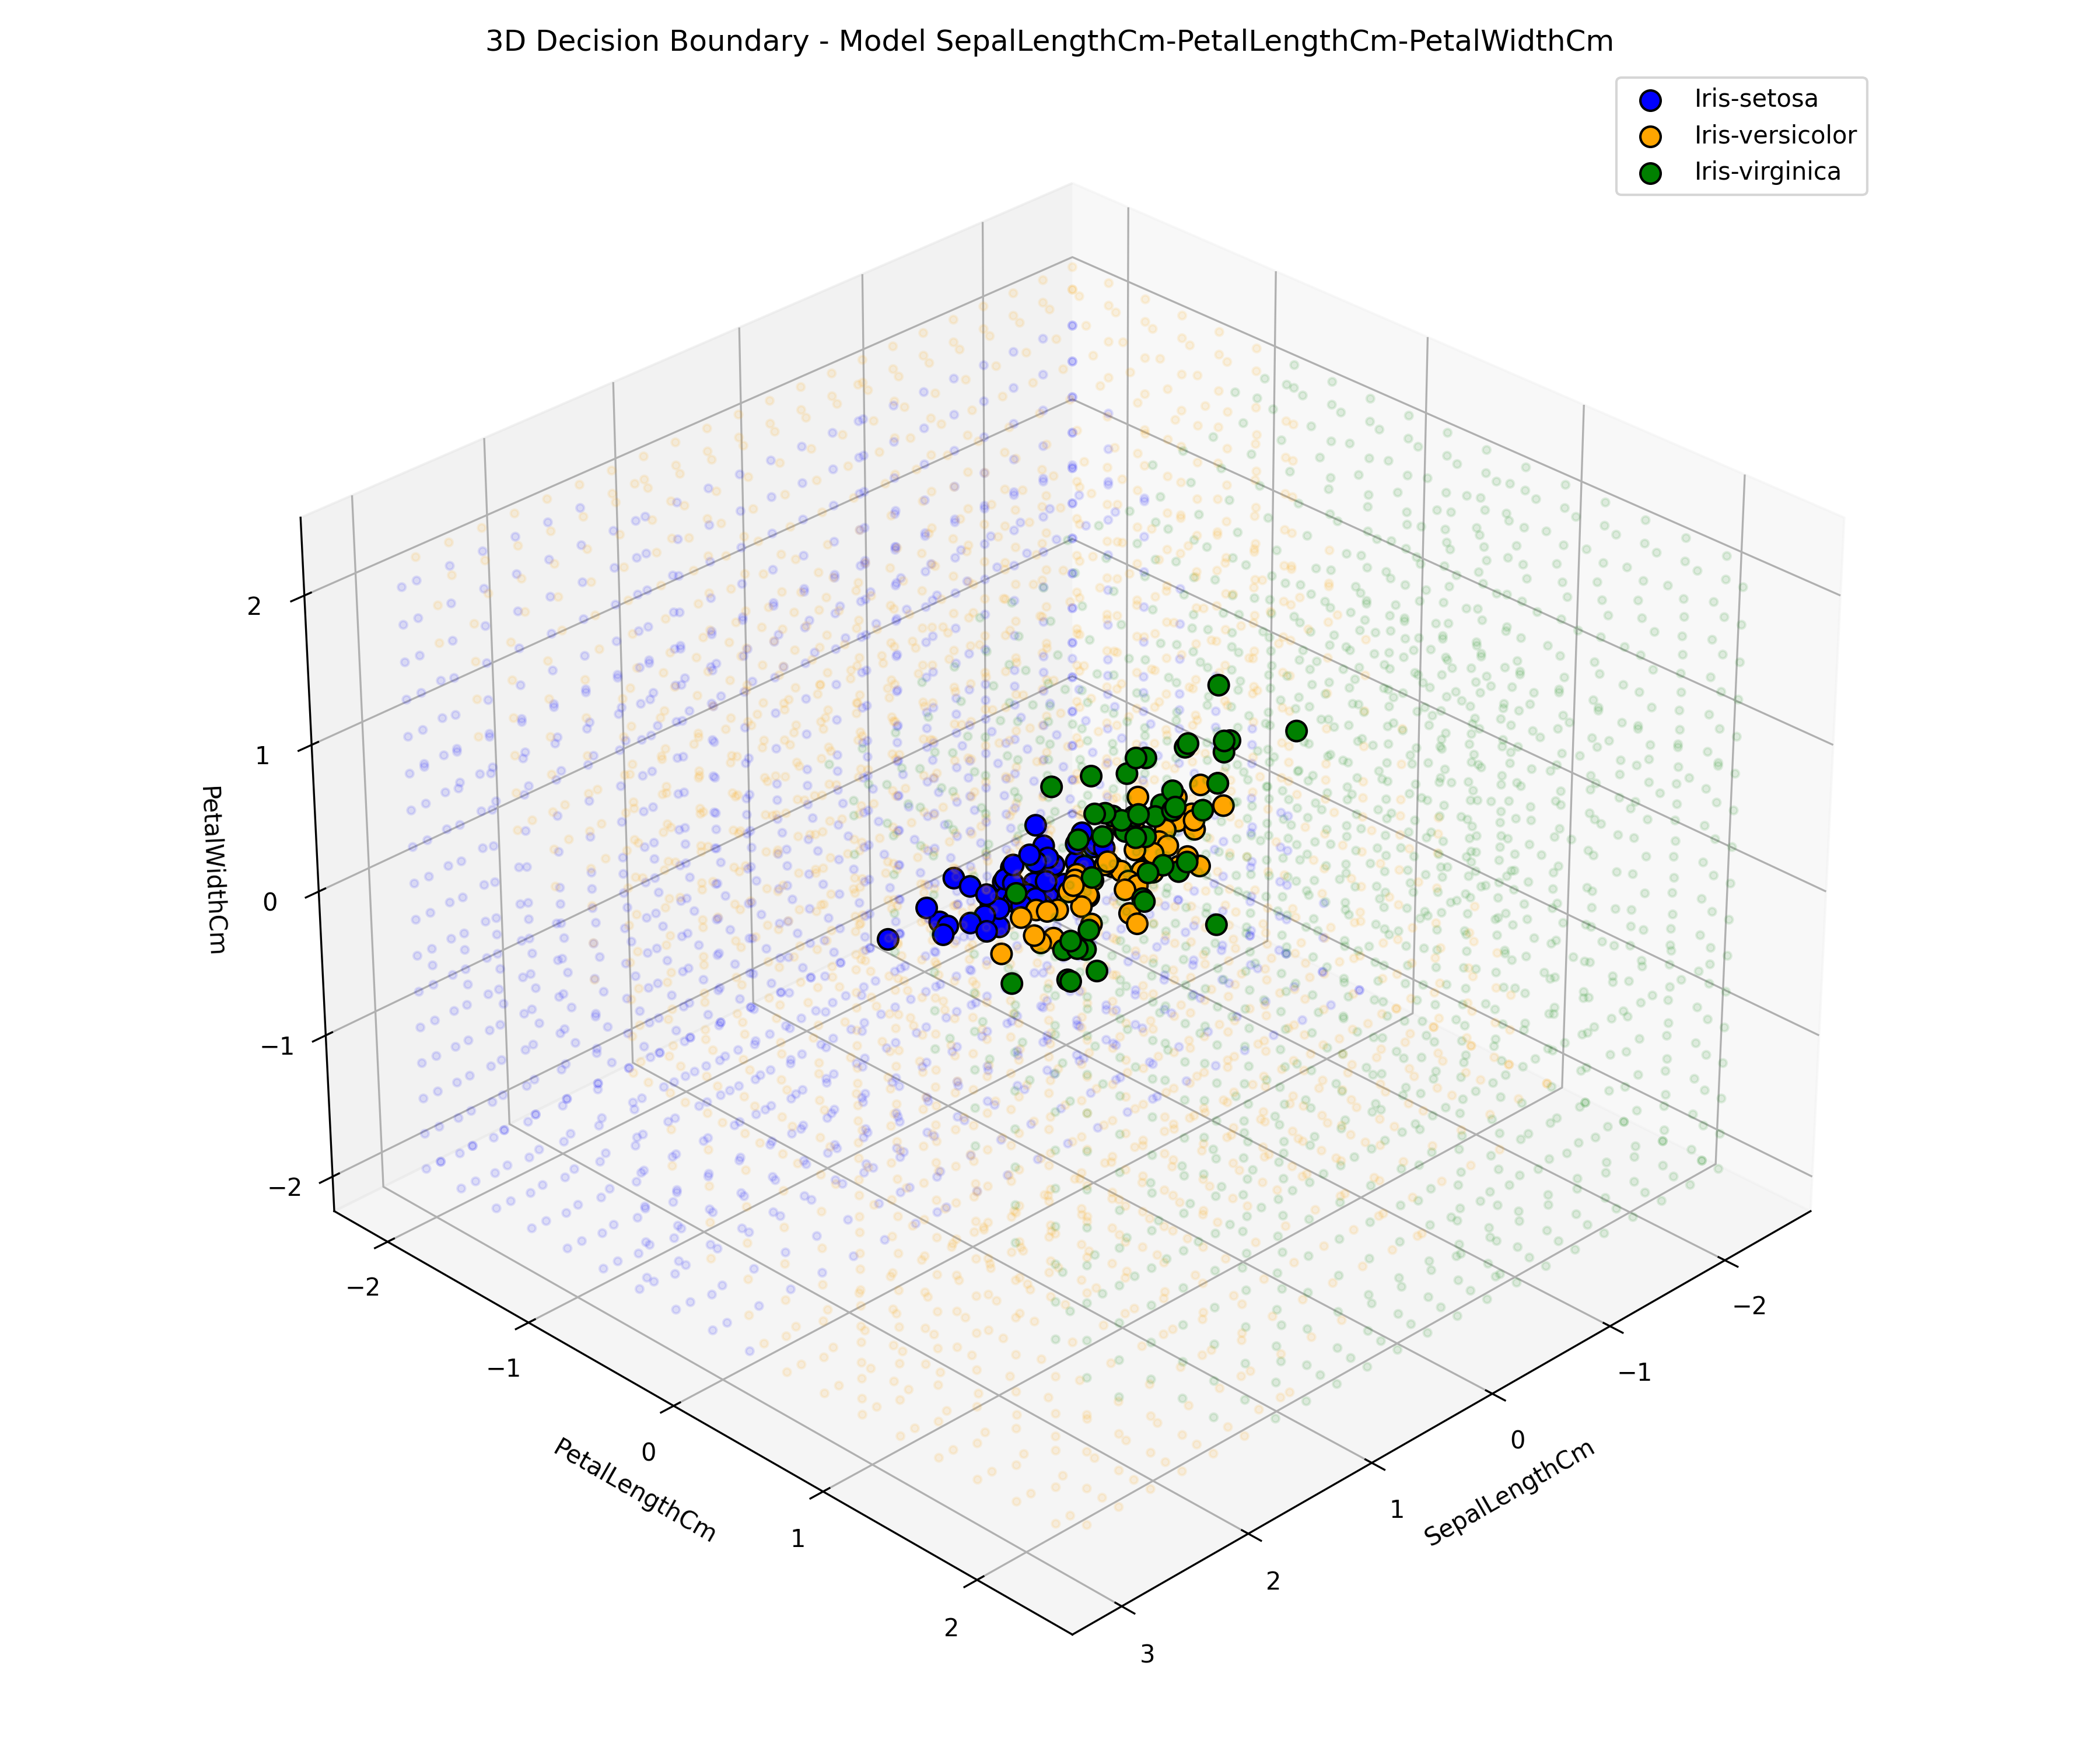 3D Decision Boundary - Model SepalLengthCm-PetalLengthCm-PetalWidthCm
Iris-setosa
Iris-versicolor
Iris-virginica
2
1
0
−1
−2
PetalWidthCm
−2
−1
0
1
2
PetalLengthCm
−2
−1
0
1
2
3
SepalLengthCm